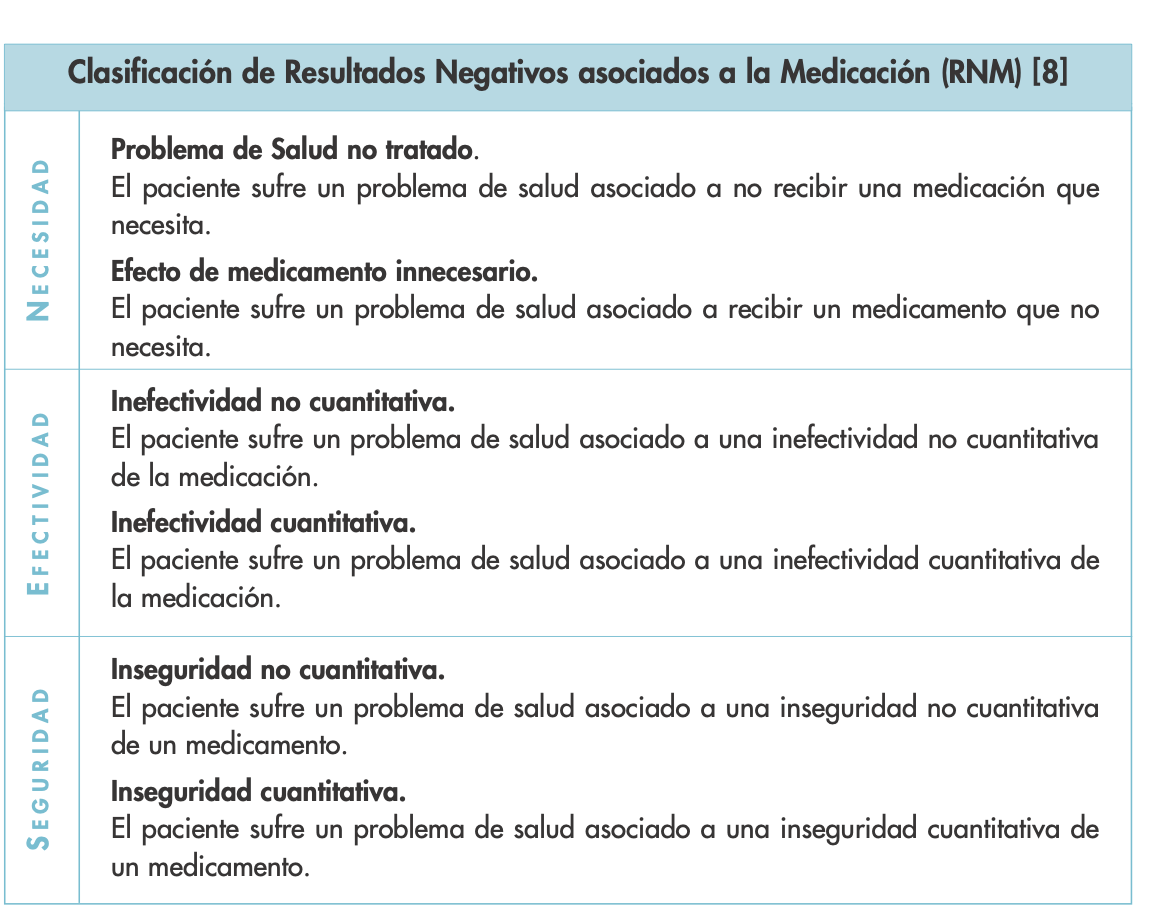 Clasificación de Resultados Negativos asociados a la Medicación (RNM) [8]
NECESIDAD
Problema de Salud no tratado.
El paciente sufre un problema de salud asociado a no recibir una medicación que
necesita.
Efecto de medicamento innecesario.
El paciente sufre un problema de salud asociado a recibir un medicamento que no
necesita.
EFECTIVIDAD
Inefectividad no cuantitativa.
El paciente sufre un problema de salud asociado a una inefectividad no cuantitativa
de la medicación.
Inefectividad cuantitativa.
El paciente sufre un problema de salud asociado a una inefectividad cuantitativa de
la medicación.
SEGURIDAD
Inseguridad no cuantitativa.
El paciente sufre un problema de salud asociado a una inseguridad no cuantitativa
de un medicamento.
Inseguridad cuantitativa.
El paciente sufre un problema de salud asociado a una inseguridad cuantitativa de
un medicamento.